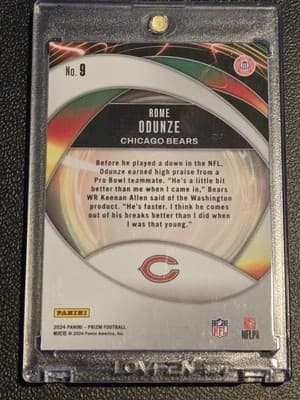 No. 9
ROME
ODUNZE
CHICAGO BEARS
Before he played a down in the NFL,
Odunze earned high praise from a
Pro Bowl teammate. “He's a little bit
better than me when I came in,” Bears
WR Keenan Allen said of the Washington
product. “He's faster. I think he comes
out of his breaks better than I did when
I was that young.”
C
PANINI
2024 PANINI – PRIZM FOOTBALL
© 2024 Panini America, Inc.
NFL
NFLPA